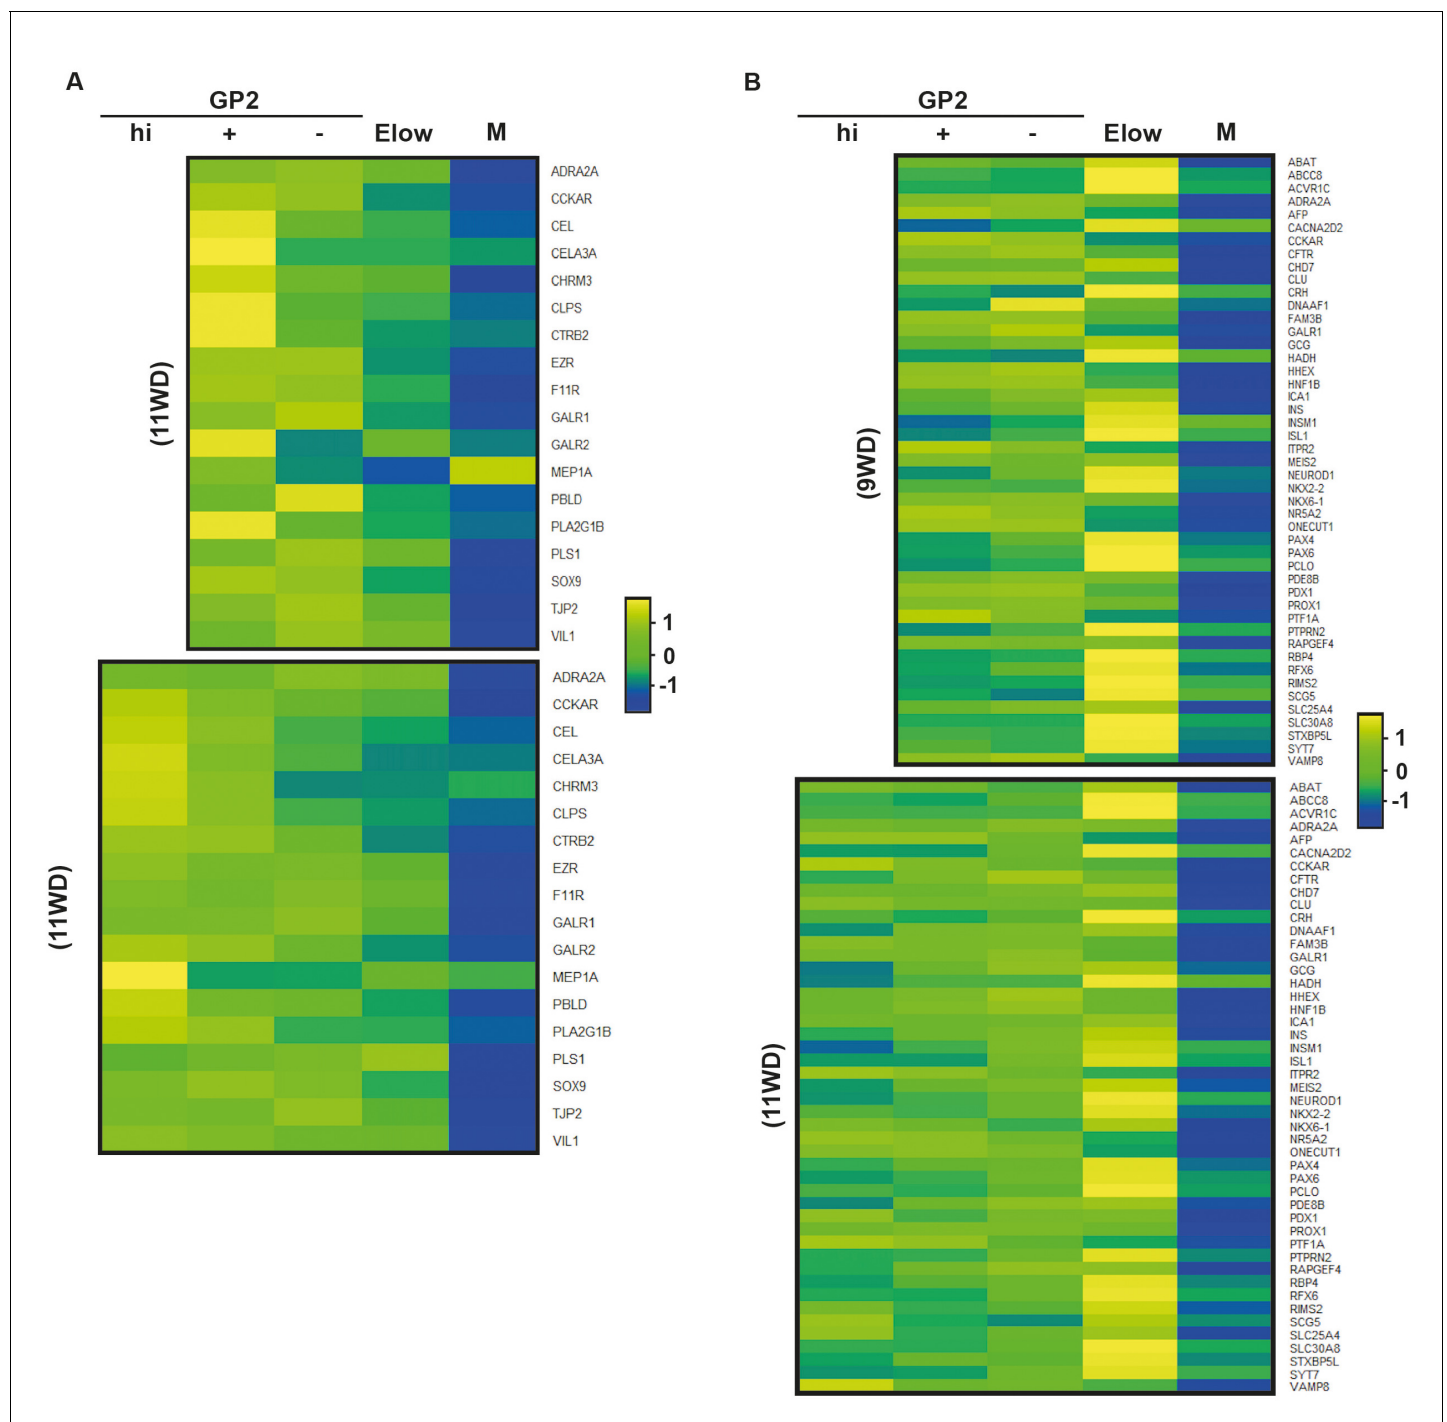 A
GP2
hi + - Elow M
(11WD)
ADRA2A
CCKAR
CEL
CELA3A
CHRM3
CLPS
CTRB2
EZR
F11R
GALR1
GALR2
MEP1A
PBLD
PLA2G1B
PLS1
SOX9
TJP2
VIL1
1
0
-1
(11WD)
ADRA2A
CCKAR
CEL
CELA3A
CHRM3
CLPS
CTRB2
EZR
F11R
GALR1
GALR2
MEP1A
PBLD
PLA2G1B
PLS1
SOX9
TJP2
VIL1
B
GP2
hi + - Elow M
(9WD)
ABAT
ABCC8
ACVR1C
ADRA2A
AFP
CACNA2D2
CCKAR
CFTR
CHD7
CLU
CRH
DNAAF1
FAM3B
GALR1
GCG
HADH
HHEX
HNF1B
ICA1
INS
INSM1
ISL1
ITPR2
MEIS2
NEUROD1
NKX2-2
NKX6-1
NR5A2
ONECUT1
PAX4
PAX6
PCLO
PDE8B
PDX1
PROX1
PTF1A
PTPRN2
RAPGEF4
RBP4
RFX6
RIMS2
SCG5
SLC25A4
SLC30A8
STXBP5L
SYT7
VAMP8
1
0
-1
(11WD)
ABAT
ABCC8
ACVR1C
ADRA2A
AFP
CACNA2D2
CCKAR
CFTR
CHD7
CLU
CRH
DNAAF1
FAM3B
GALR1
GCG
HADH
HHEX
HNF1B
ICA1
INS
INSM1
ISL1
ITPR2
MEIS2
NEUROD1
NKX2-2
NKX6-1
NR5A2
ONECUT1
PAX4
PAX6
PCLO
PDE8B
PDX1
PROX1
PTF1A
PTPRN2
RAPGEF4
RBP4
RFX6
RIMS2
SCG5
SLC25A4
SLC30A8
STXBP5L
SYT7
VAMP8